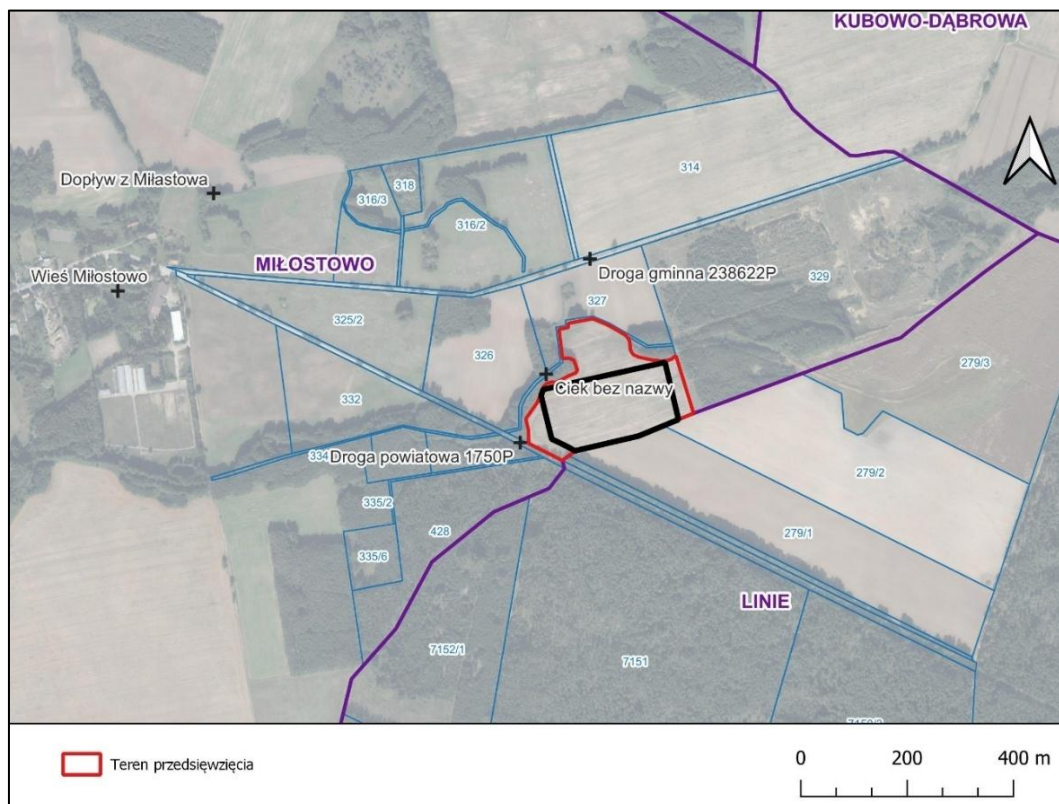 KUBOWO-DĄBROWA
314
Dopływ z Miłastowa
318
316/3
316/2
MIŁOSTOWO
Wieś Miłostowo
Droga gminna 238622P
329
327
325/2
326
279/3
Ciek bez nazwy
332
334
Droga powiatowa 1750P
279/2
335/2
428
279/1
335/6
LINIE
7152/1
7151
Teren przedsięwzięcia
0 200 400 m